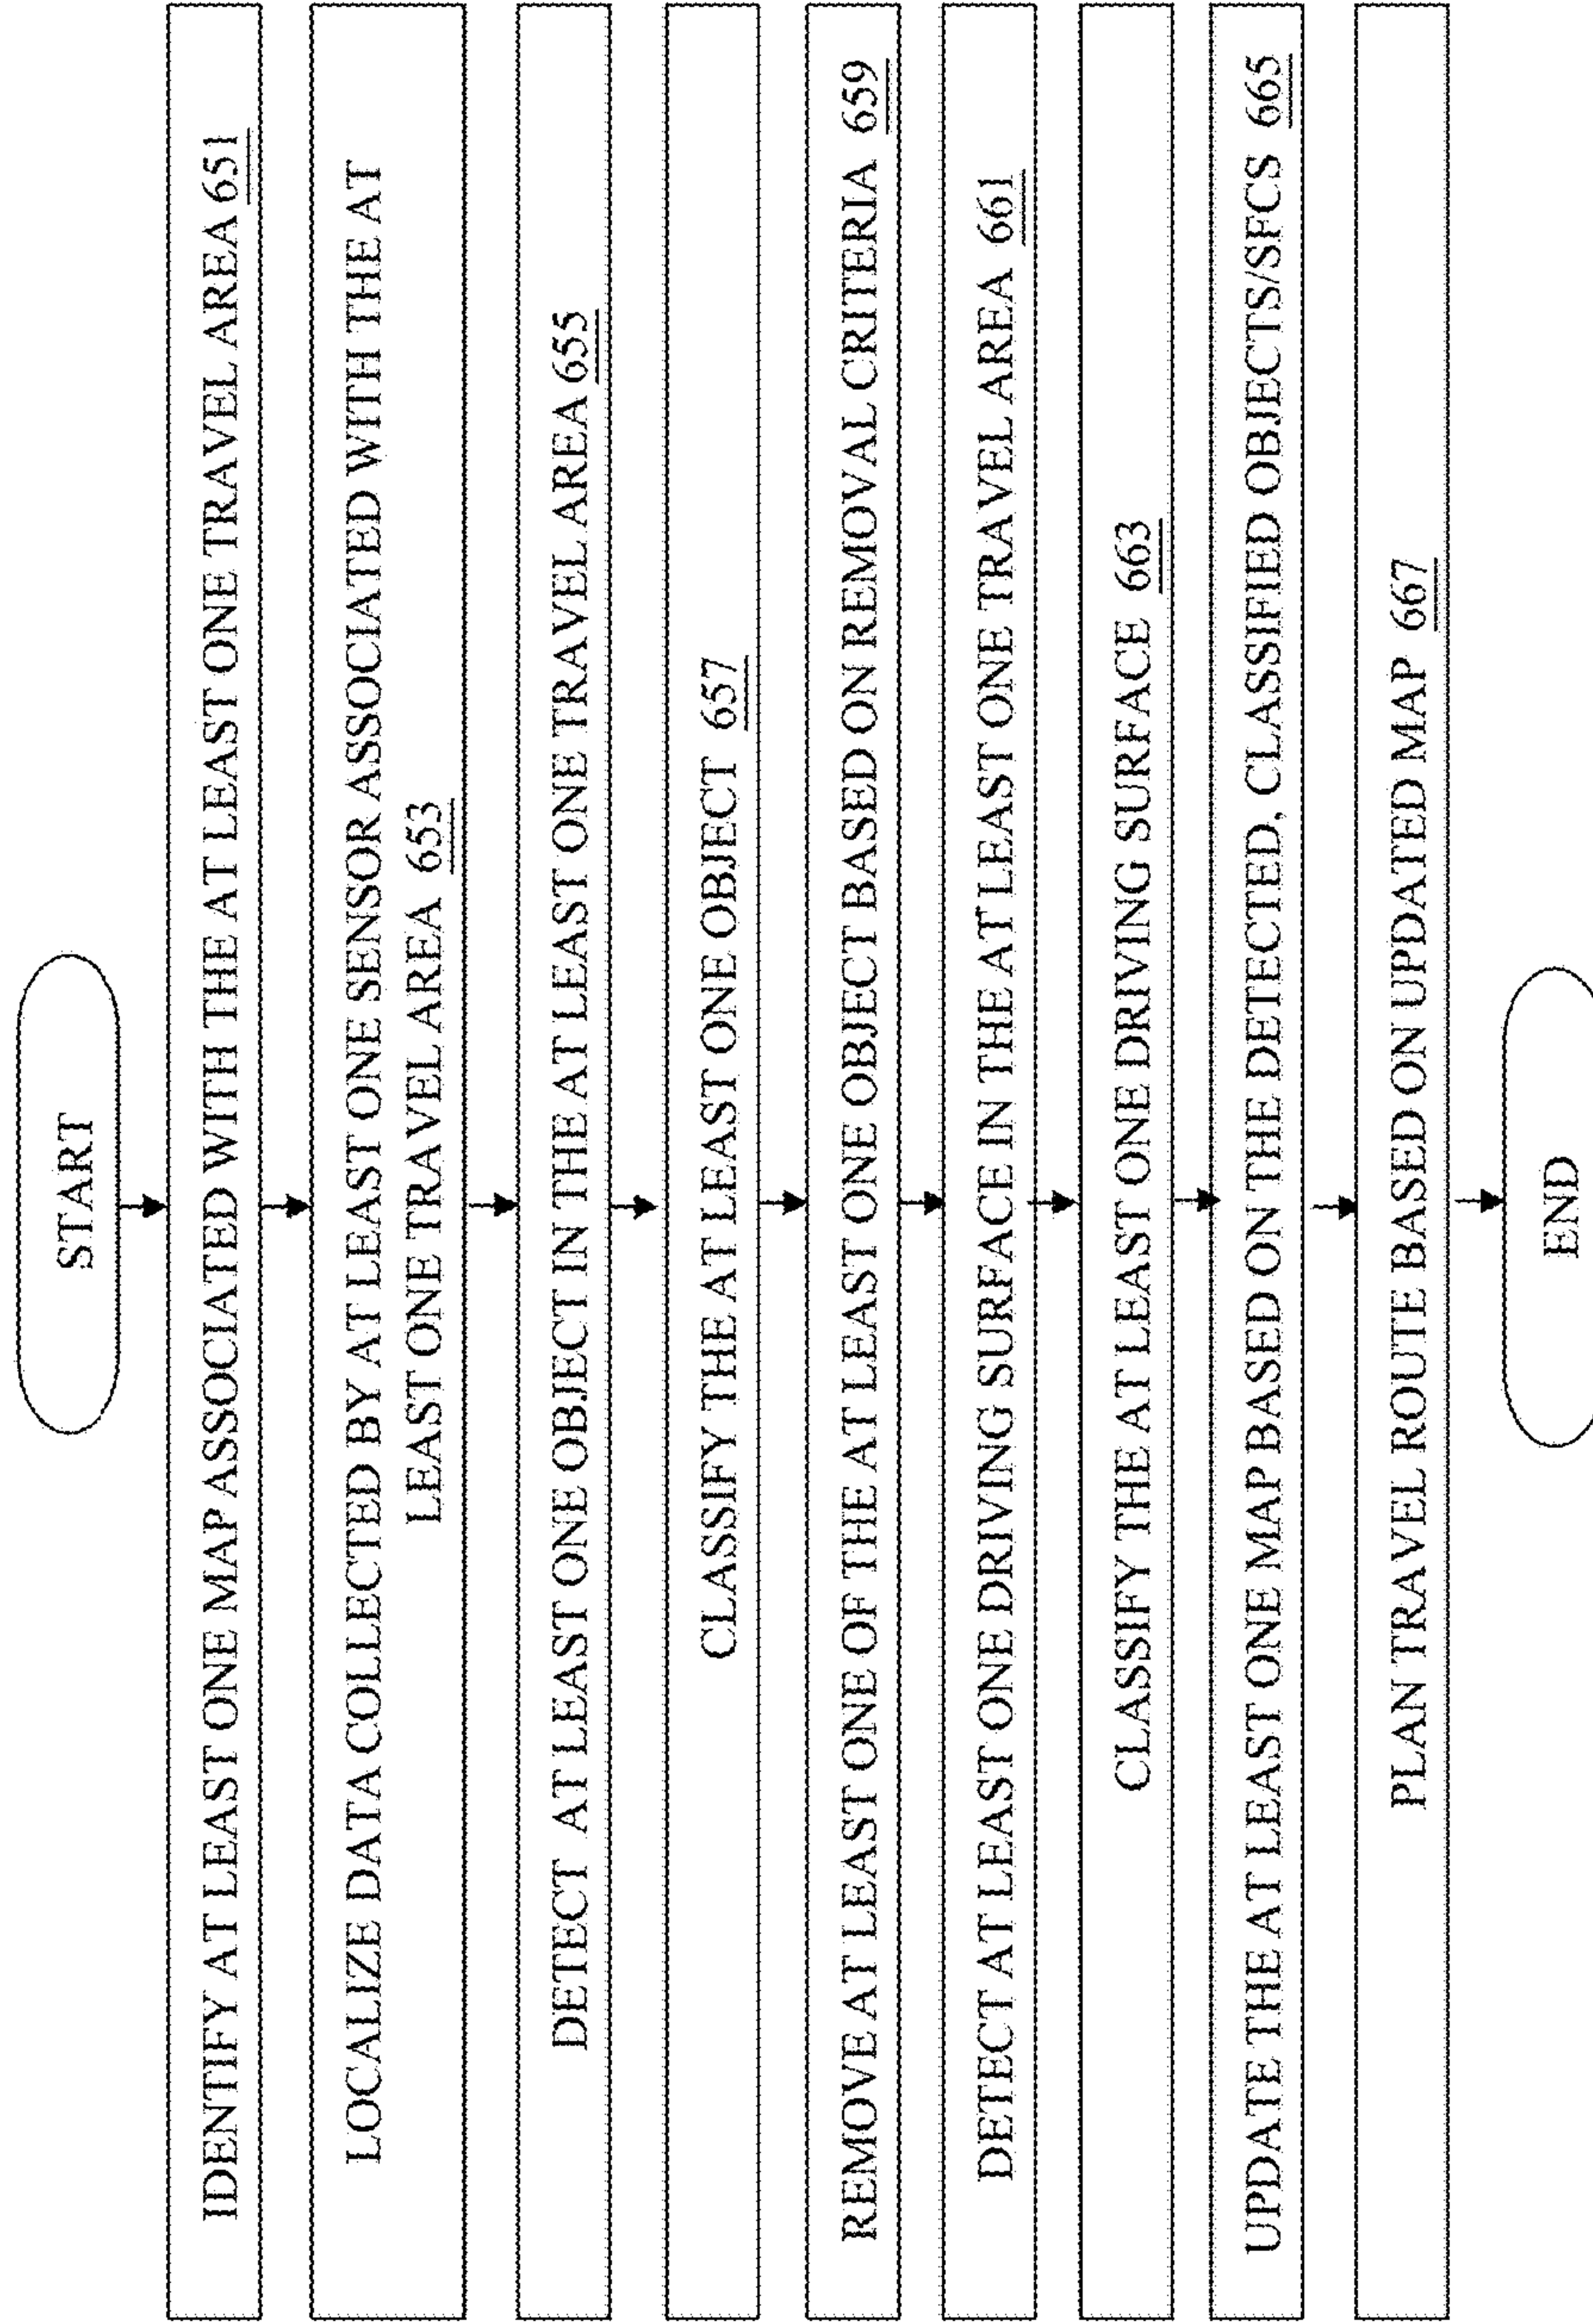 START
IDENTIFY AT LEAST ONE MAP ASSOCIATED WITH THE AT LEAST ONE TRAVEL AREA 651
LOCALIZE DATA COLLECTED BY AT LEAST ONE SENSOR ASSOCIATED WITH THE AT
LEAST ONE TRAVEL AREA 653
DETECT AT LEAST ONE OBJECT IN THE AT LEAST ONE TRAVEL AREA 655
CLASSIFY THE AT LEAST ONE OBJECT 657
REMOVE AT LEAST ONE OF THE AT LEAST ONE OBJECT BASED ON REMOVAL CRITERIA 659
DETECT AT LEAST ONE DRIVING SURFACE IN THE AT LEAST ONE TRAVEL AREA 661
CLASSIFY THE AT LEAST ONE DRIVING SURFACE 663
UPDATE THE AT LEAST ONE MAP BASED ON THE DETECTED, CLASSIFIED OBJECTS/SFCS 665
PLAN TRAVEL ROUTE BASED ON UPDATED MAP 667
END